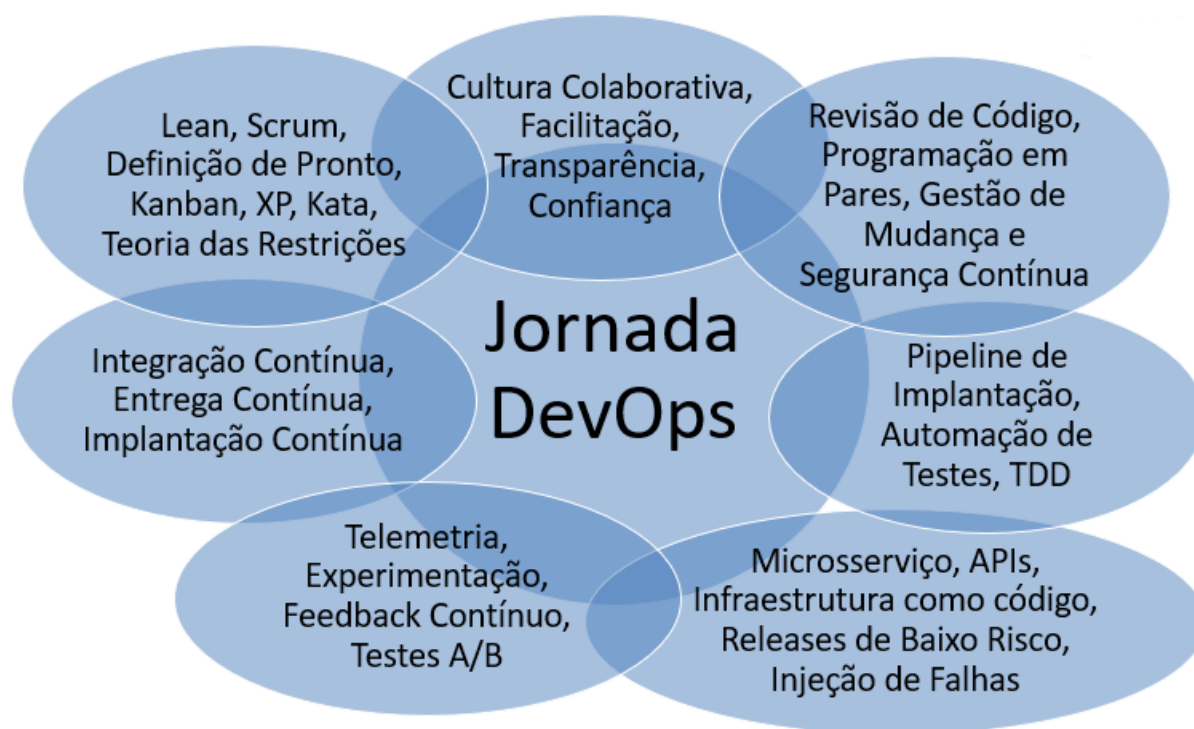 Cultura Colaborativa,
Facilitação,
Transparência,
Confiança
Revisão de Código,
Programação em
Pares, Gestão de
Mudança e
Segurança Contínua
Pipeline de
Implantação,
Automação de
Testes, TDD
Microsserviço, APIs,
Infraestrutura como código,
Releases de Baixo Risco,
Injeção de Falhas
Telemetria,
Experimentação,
Feedback Contínuo,
Testes A/B
Integração Contínua,
Entrega Contínua,
Implantação Contínua
Lean, Scrum,
Definição de Pronto,
Kanban, XP, Kata,
Teoria das Restrições
Jornada
DevOps